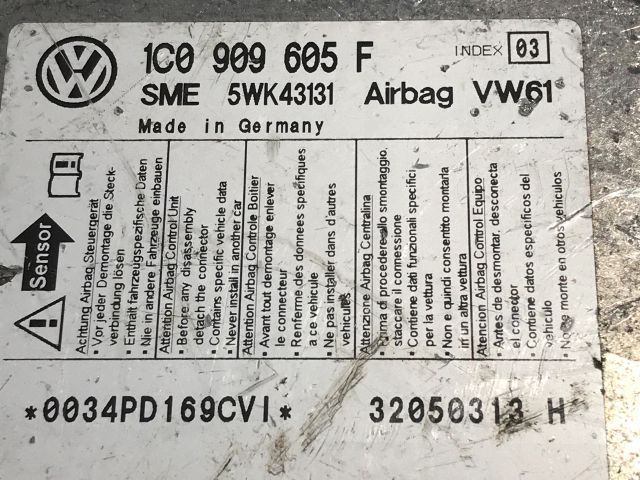 1C0 909 605 F INDEX 03
SME 5WK43131 Airbag VW61
Made in Germany
Sensor
Achtung Airbag Steuergerät
• Vor jeder Demontage die Steck-
verbindung lösen
• Enthält fahrzeugspezifische Daten
• Nie in andere Fahrzeuge einbauen
Attention Airbag Control Unit
• Before any disassembly
detach the connector
• Contains specific vehicle data
• Never install in another car
Attention Airbag Controle Boitier
• Avant tout demontage enlever
le connecteur
• Renferme des donnees specifiques
a ce vehicule
• Ne pas installer dans d'autres
vehicules
Attenzione Airbag Centralina
• Prima di procedere allo smontaggio,
staccare il connessione
• Contiene dati funzionali specifici
per la vettura
• Non e quindi consentito montarla
in un altra vettura
Atencion Airbag Control Equipo
• Antes de desmontar, desconecta
el conector
• Contiene datos especificos del
vehiculo
• No se monte en otros vehiculos
*0034PD169CVI* 32050313 H